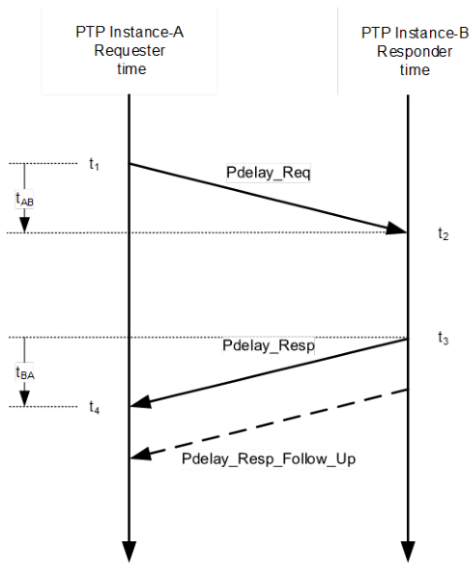 PTP Instance-A
Requester
time
PTP Instance-B
Responder
time
t1
Pdelay_Req
tAB
t2
t3
Pdelay_Resp
tBA
t4
Pdelay_Resp_Follow_Up